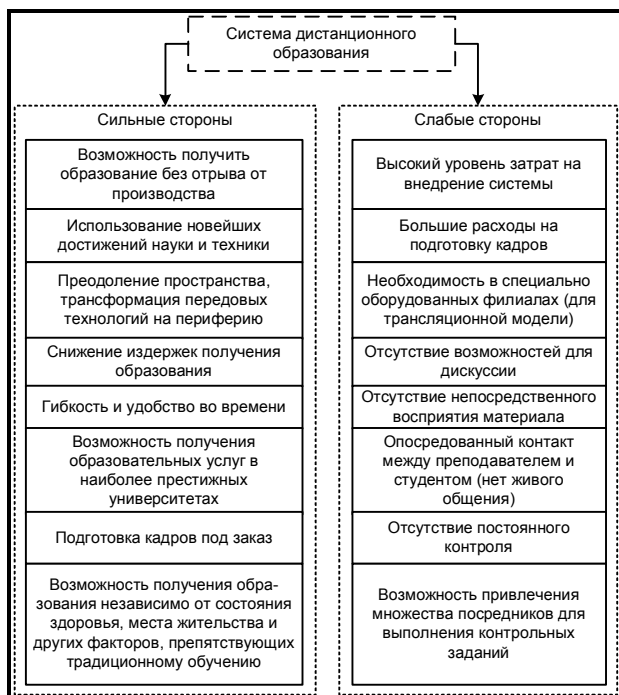 Система дистанционного
образования
Сильные стороны
Возможность получить
образование без отрыва от
производства
Использование новейших
достижений науки и техники
Преодоление пространства,
трансформация передовых
технологий на периферию
Снижение издержек получения
образования
Гибкость и удобство во времени
Возможность получения
образовательных услуг в
наиболее престижных
университетах
Подготовка кадров под заказ
Возможность получения обра-
зования независимо от состояния
здоровья, места жительства и
других факторов, препятствующих
традиционному обучению
Слабые стороны
Высокий уровень затрат на
внедрение системы
Большие расходы на
подготовку кадров
Необходимость в специально
оборудованных филиалах (для
трансляционной модели)
Отсутствие возможностей для
дискуссии
Отсутствие непосредственного
восприятия материала
Опосредованный контакт
между преподавателем и
студентом (нет живого
общения)
Отсутствие постоянного
контроля
Возможность привлечения
множества посредников для
выполнения контрольных
заданий